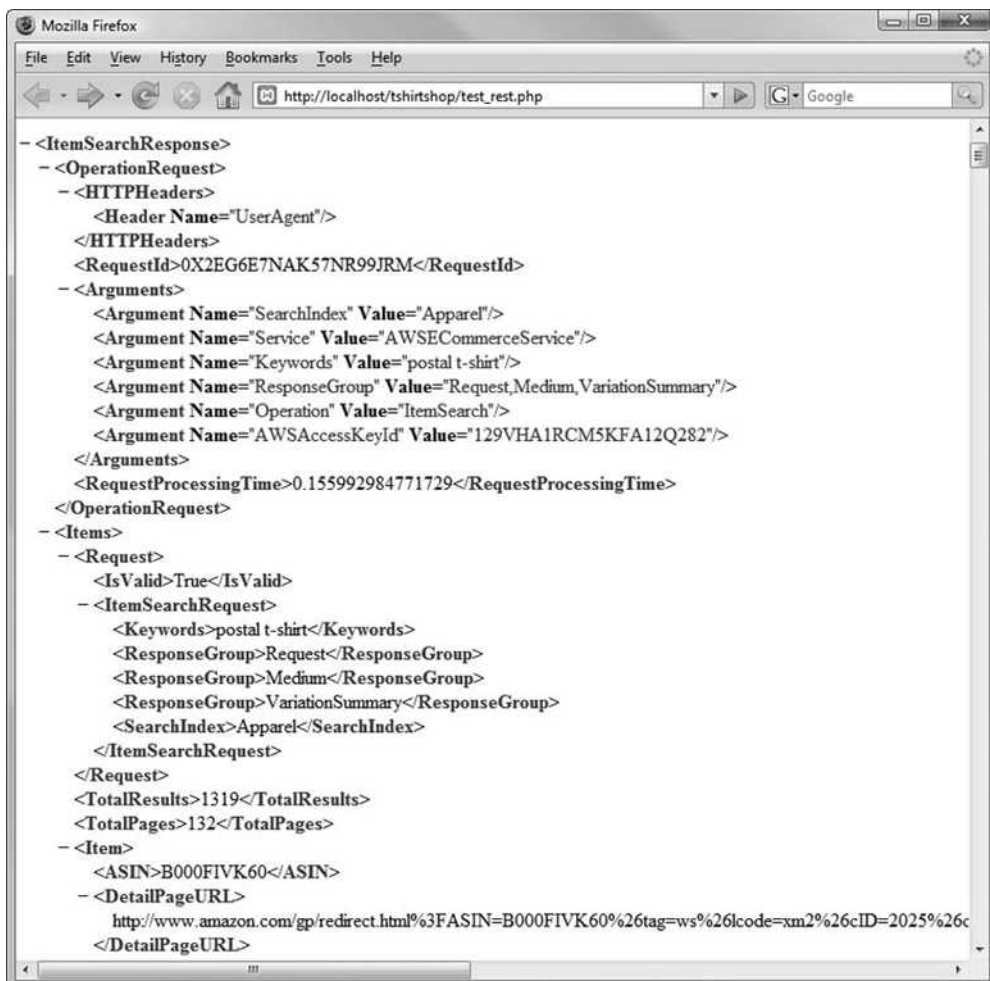 Mozilla Firefox
File Edit View History Bookmarks Tools Help
http://localhost/tshirtshop/test_rest.php
G Google
− <ItemSearchResponse>
− <OperationRequest>
− <HTTPHeaders>
<Header Name="UserAgent"/>
</HTTPHeaders>
<RequestId>0X2EG6E7NAK57NR99JRM</RequestId>
− <Arguments>
<Argument Name="SearchIndex" Value="Apparel"/>
<Argument Name="Service" Value="AWSECommerceService"/>
<Argument Name="Keywords" Value="postal t-shirt"/>
<Argument Name="ResponseGroup" Value="Request,Medium,VariationSummary"/>
<Argument Name="Operation" Value="ItemSearch"/>
<Argument Name="AWSAccessKeyId" Value="129VHA1RCM5KFA12Q282"/>
</Arguments>
<RequestProcessingTime>0.155992984771729</RequestProcessingTime>
</OperationRequest>
− <Items>
− <Request>
<IsValid>True</IsValid>
− <ItemSearchRequest>
<Keywords>postal t-shirt</Keywords>
<ResponseGroup>Request</ResponseGroup>
<ResponseGroup>Medium</ResponseGroup>
<ResponseGroup>VariationSummary</ResponseGroup>
<SearchIndex>Apparel</SearchIndex>
</ItemSearchRequest>
</Request>
<TotalResults>1319</TotalResults>
<TotalPages>132</TotalPages>
− <Item>
<ASIN>B000FIVK60</ASIN>
− <DetailPageURL>
http://www.amazon.com/gp/redirect.html%3FASIN=B000FIVK60%26tag=ws%26lcode=xm2%26cID=2025%26c
</DetailPageURL>